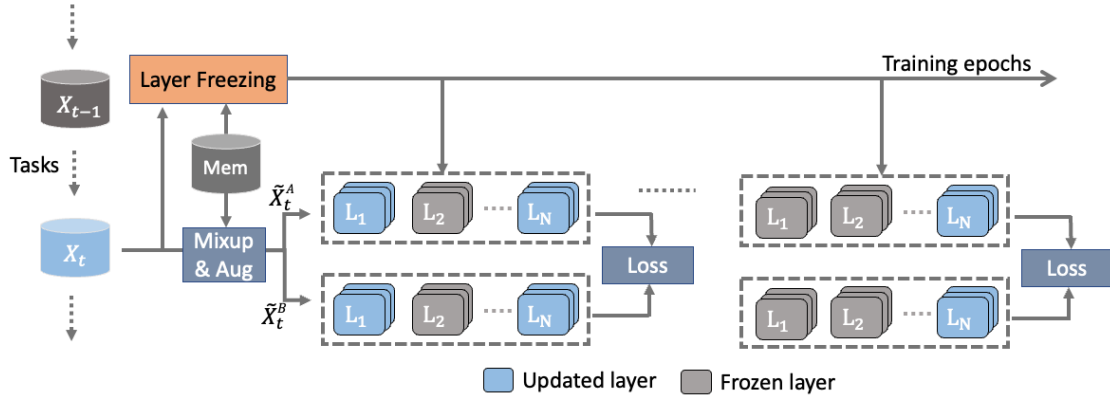 Layer Freezing
Training epochs
X_{t−1}
Tasks
Mem
X̃_t^A
L_1 L_2 ····· L_N
··········
L_1 L_2 ····· L_N
X_t
Mixup
& Aug
Loss
Loss
X̃_t^B
L_1 L_2 ····· L_N
L_1 L_2 ····· L_N
Updated layer
Frozen layer